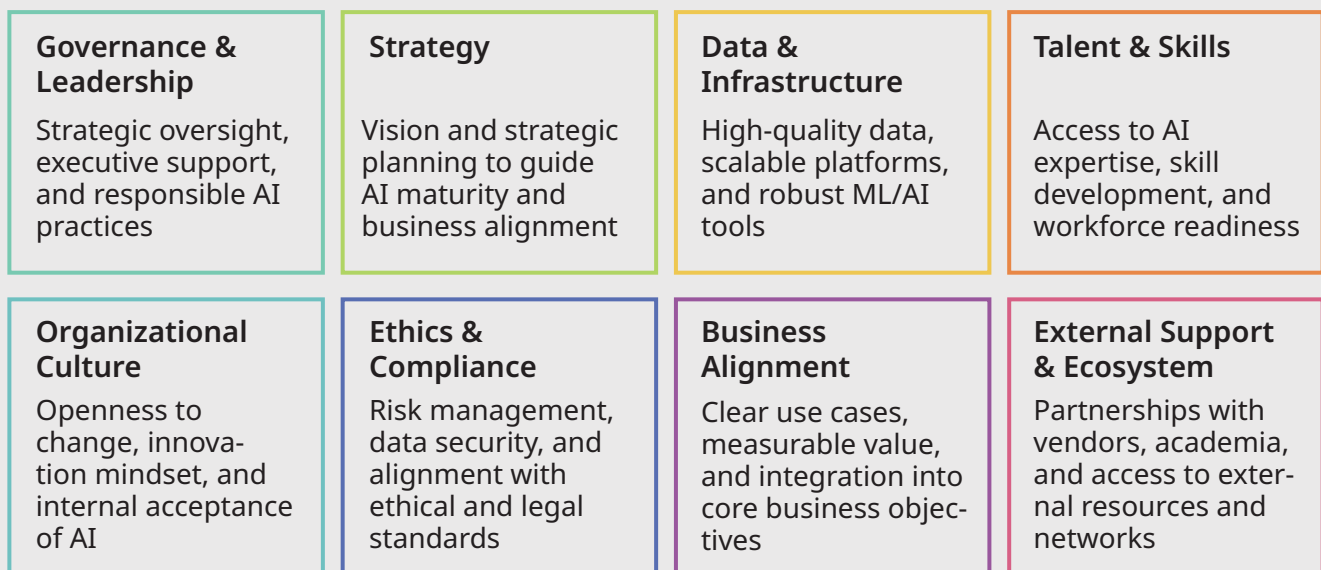 Governance &
Leadership
Strategic oversight,
executive support,
and responsible AI
practices
Strategy
Vision and strategic
planning to guide
AI maturity and
business alignment
Data &
Infrastructure
High-quality data,
scalable platforms,
and robust ML/AI
tools
Talent & Skills
Access to AI
expertise, skill
development, and
workforce readiness
Organizational
Culture
Openness to
change, innova-
tion mindset, and
internal acceptance
of AI
Ethics &
Compliance
Risk management,
data security, and
alignment with
ethical and legal
standards
Business
Alignment
Clear use cases,
measurable value,
and integration into
core business objec-
tives
External Support
& Ecosystem
Partnerships with
vendors, academia,
and access to exter-
nal resources and
networks